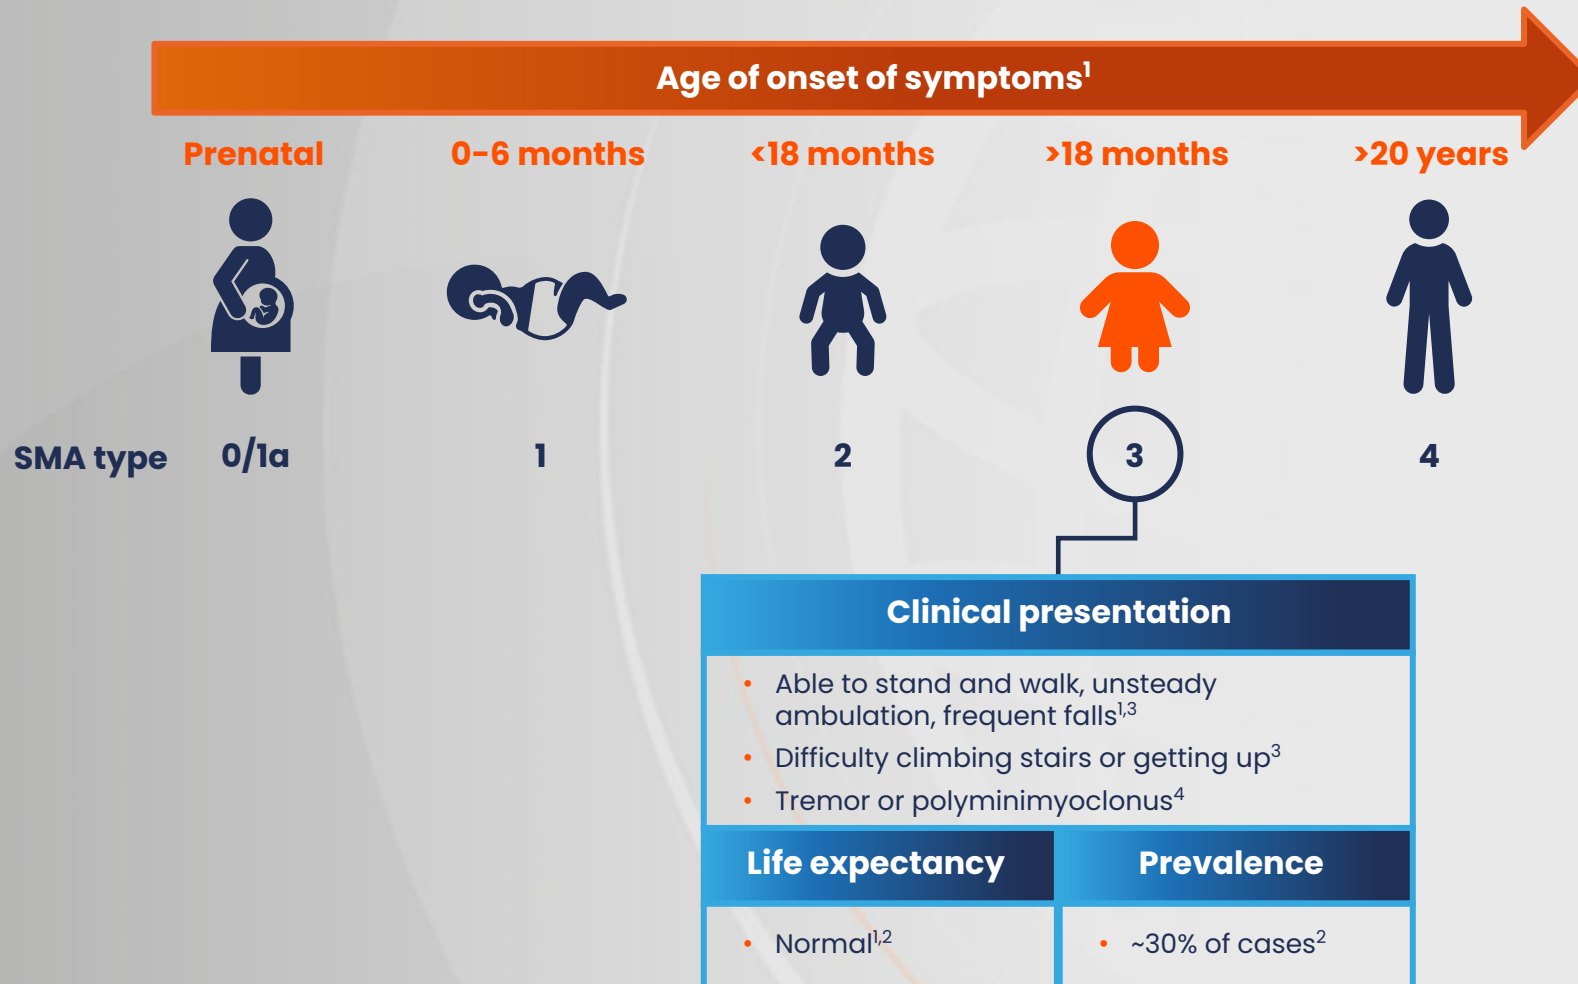 Age of onset of symptoms¹
Prenatal 0-6 months <18 months >18 months >20 years
SMA type 0/1a 1 2 3 4
Clinical presentation
• Able to stand and walk, unsteady
ambulation, frequent falls¹,³
• Difficulty climbing stairs or getting up³
• Tremor or polyminimyoclonus⁴
Life expectancy Prevalence
• Normal¹,² • ~30% of cases²